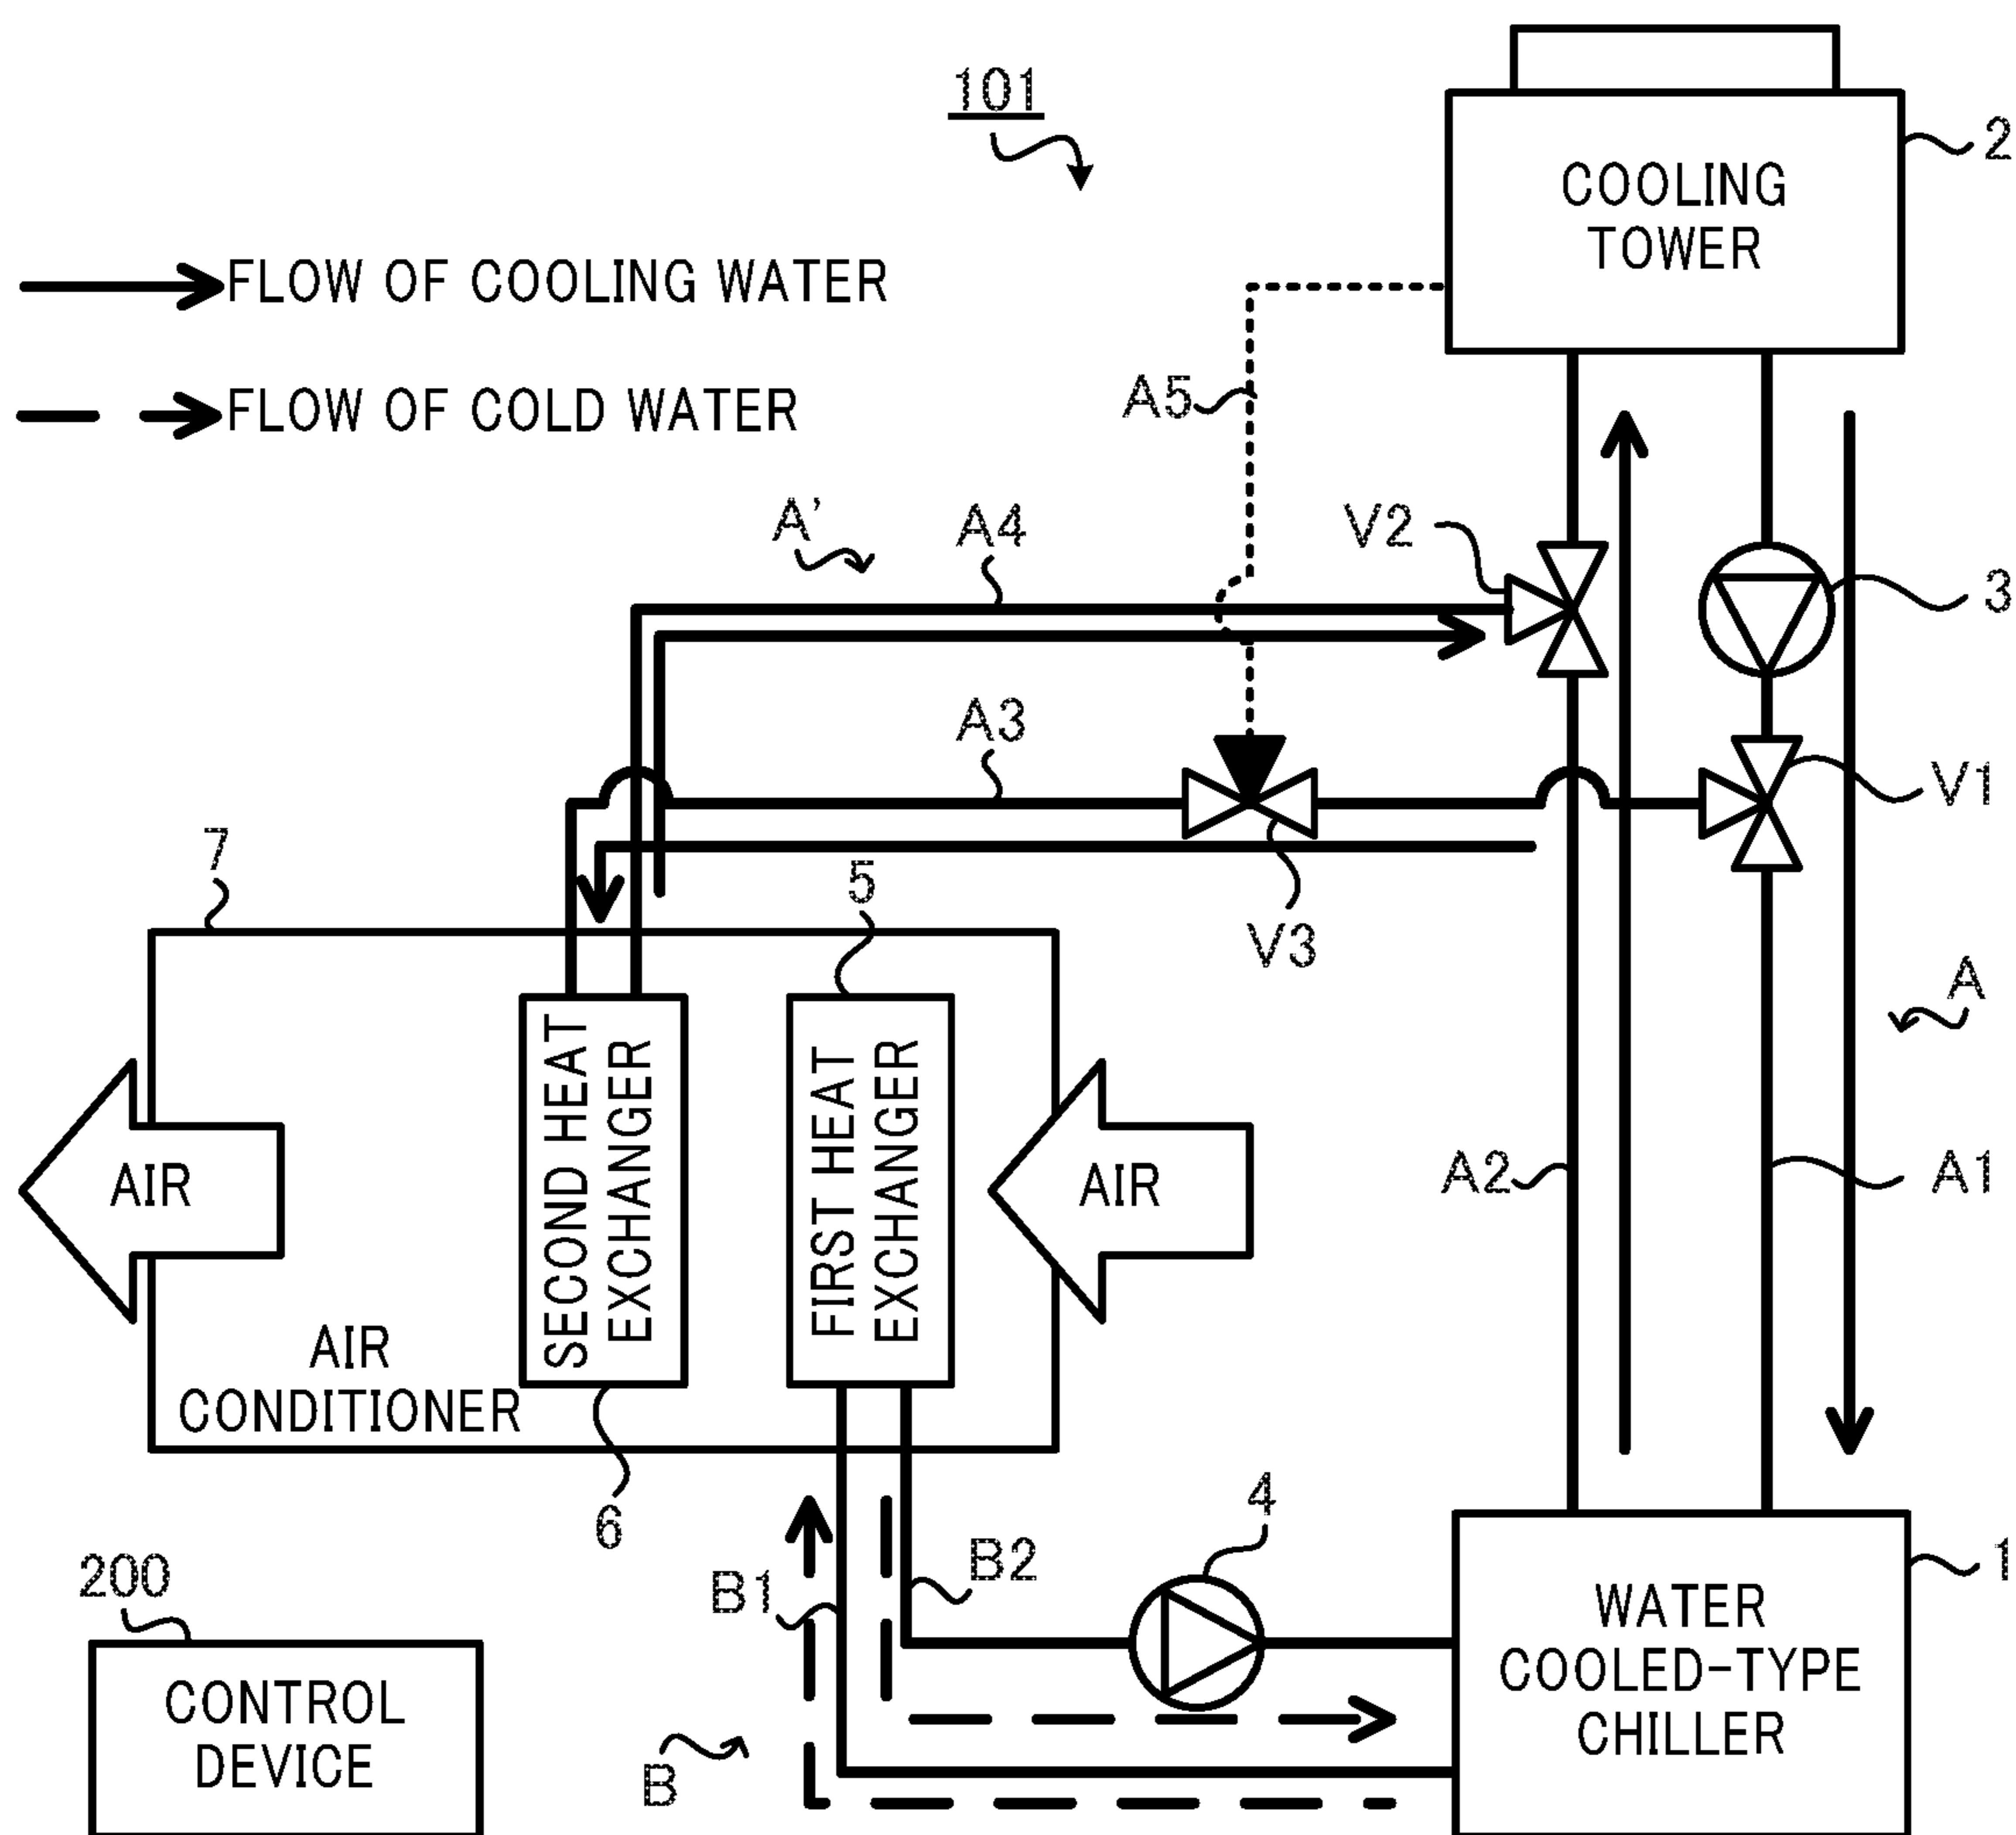 101
2
COOLING
TOWER
FLOW OF COOLING WATER
FLOW OF COLD WATER
A5
A'
A4
V2
3
A3
V1
7
5
V3
A
SECOND HEAT
EXCHANGER
FIRST HEAT
EXCHANGER
AIR
AIR
A2
A1
AIR
CONDITIONER
6
4
B1
B2
1
200
WATER
COOLED-TYPE
CHILLER
CONTROL
DEVICE
B